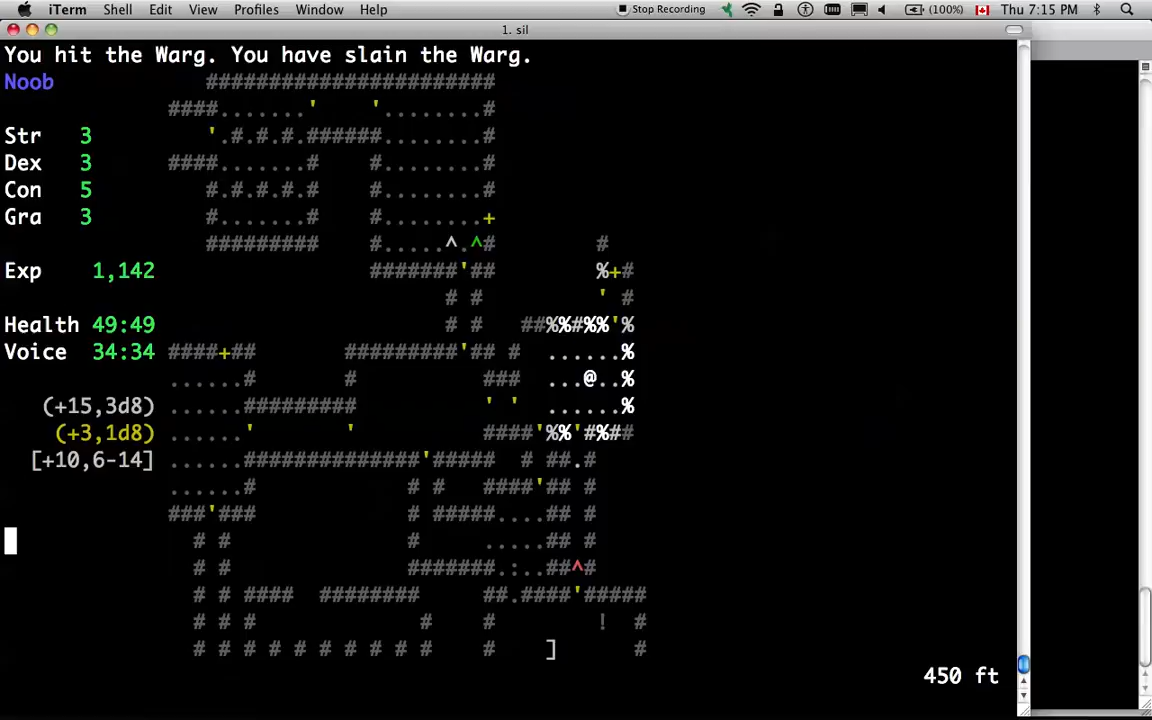 iTerm Shell Edit View Profiles Window Help Stop Recording (100%) Thu 7:15 PM
1. sil
You hit the Warg. You have slain the Warg.
Noob #######################
####.......' '........#
Str 3 '.#.#.#.######........#
Dex 3 ####.......# #........#
Con 5 #.#.#.#.# #........#
Gra 3 #.......# #........+
######### #.....^.^# #
Exp 1,142 #######'## %+#
# # ' #
Health 49:49 # # ##%%#%%'%
Voice 34:34 ####+## #########'## # ......%
......# # ### ...@..%
(+15,3d8) ......######### ' ' ......%
(+3,1d8) ......' ' ####'%%'#%##
[+10,6-14] ......##############'##### # ##.#
......# # # ####'## #
###'### # #####....## #
# # # .....## #
# # #######.:..##^#
# # #### ######## ##.####'#####
# # # # # ! #
# # # # # # # # # # # ] #
450 ft